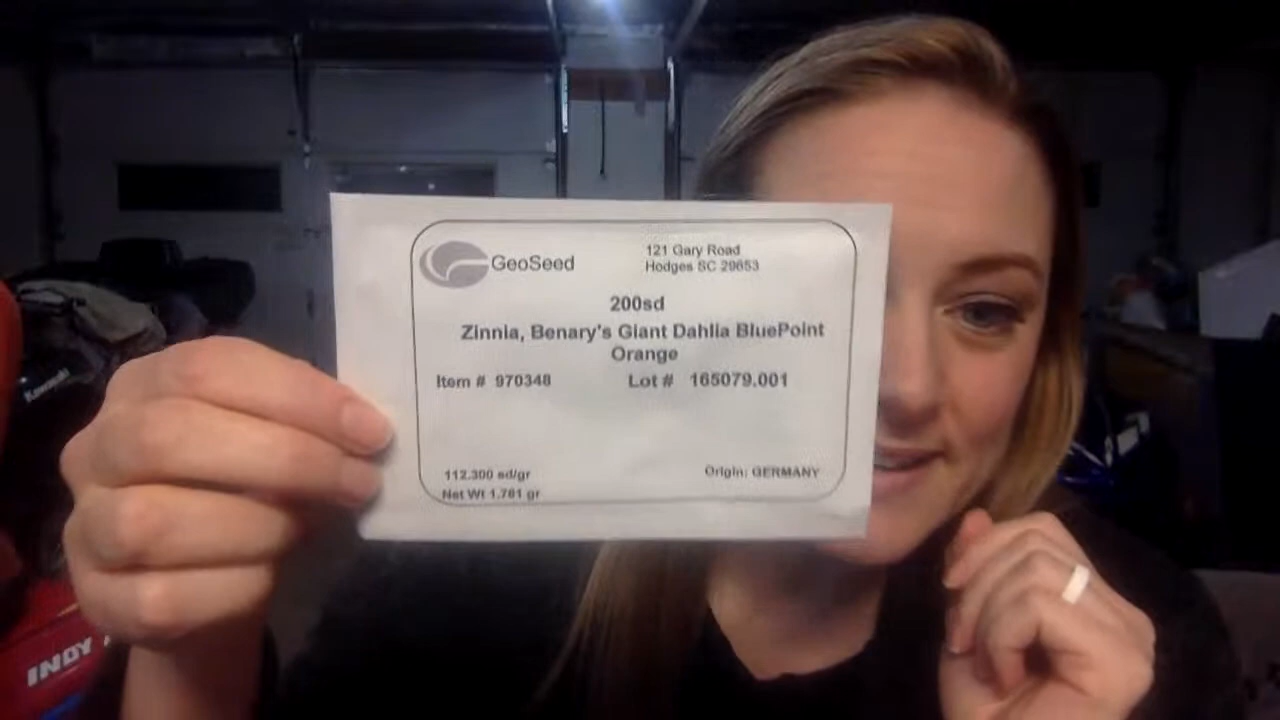 GeoSeed
121 Gary Road
Hodges SC 29653
200sd
Zinnia, Benary's Giant Dahlia BluePoint
Orange
Item # 970348
Lot # 165079.001
112.300 sd/gr
Net Wt 1.781 gr
Origin: GERMANY
Kawasaki
INDY